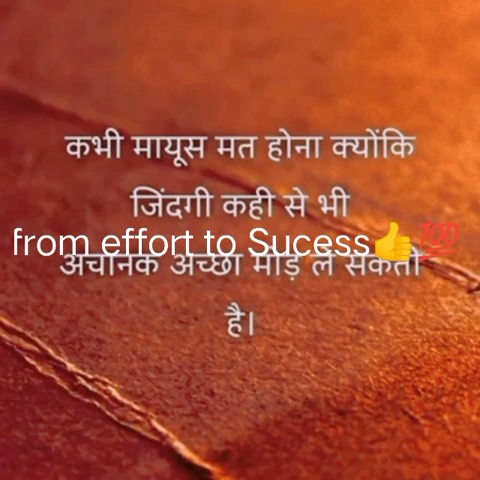 कभी मायूस मत होना क्योंकि
जिंदगी कही से भी
from effort to Sucess👍💯
अचानक अच्छा मोड़ ले सकती
है।